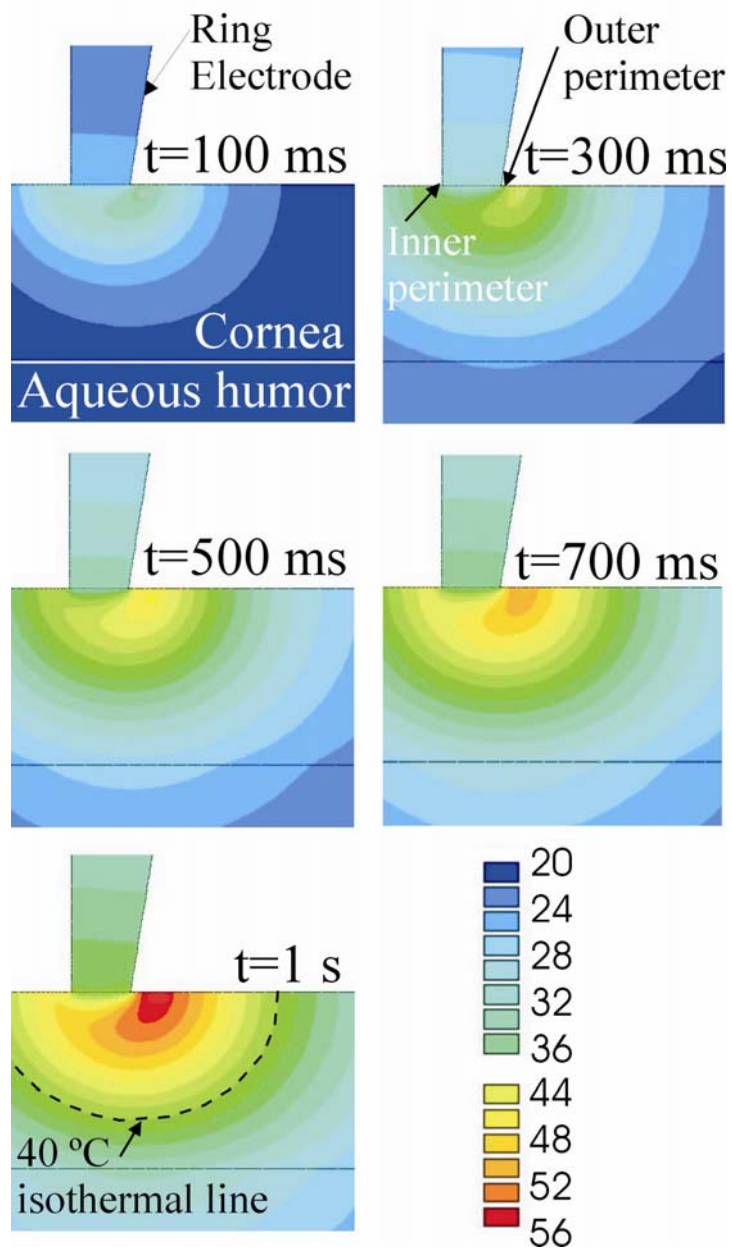 Ring
Electrode
t=100 ms
Cornea
Aqueous humor
Outer
perimeter
t=300 ms
Inner
perimeter
t=500 ms
t=700 ms
t=1 s
40 ºC
isothermal line
20
24
28
32
36
44
48
52
56